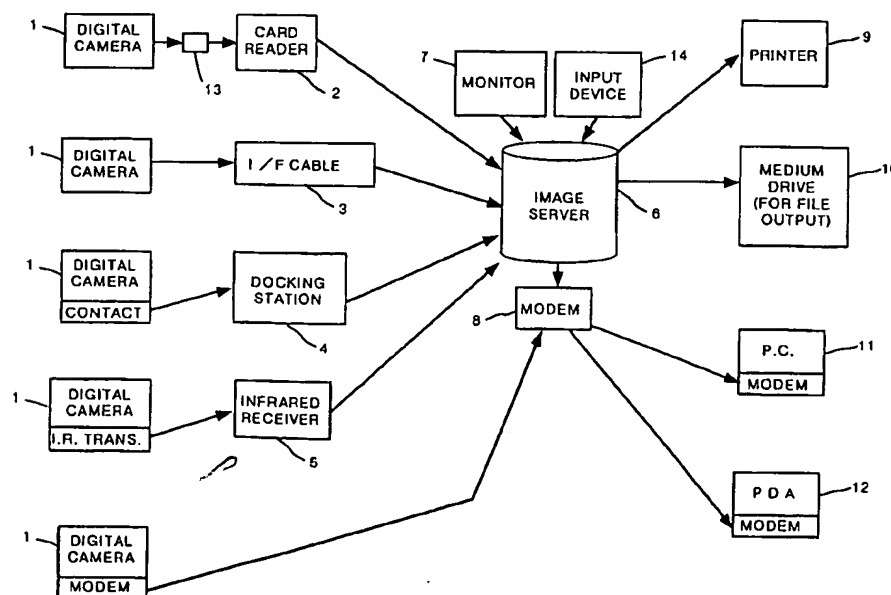 1
DIGITAL
CAMERA
13
CARD
READER
2
7
MONITOR
14
INPUT
DEVICE
9
PRINTER
1
DIGITAL
CAMERA
I/F CABLE
3
IMAGE
SERVER
6
MEDIUM
DRIVE
(FOR FILE
OUTPUT)
1
DIGITAL
CAMERA
CONTACT
DOCKING
STATION
4
8
MODEM
P.C.
MODEM
11
1
DIGITAL
CAMERA
I.R. TRANS.
INFRARED
RECEIVER
5
PDA
MODEM
12
1
DIGITAL
CAMERA
MODEM